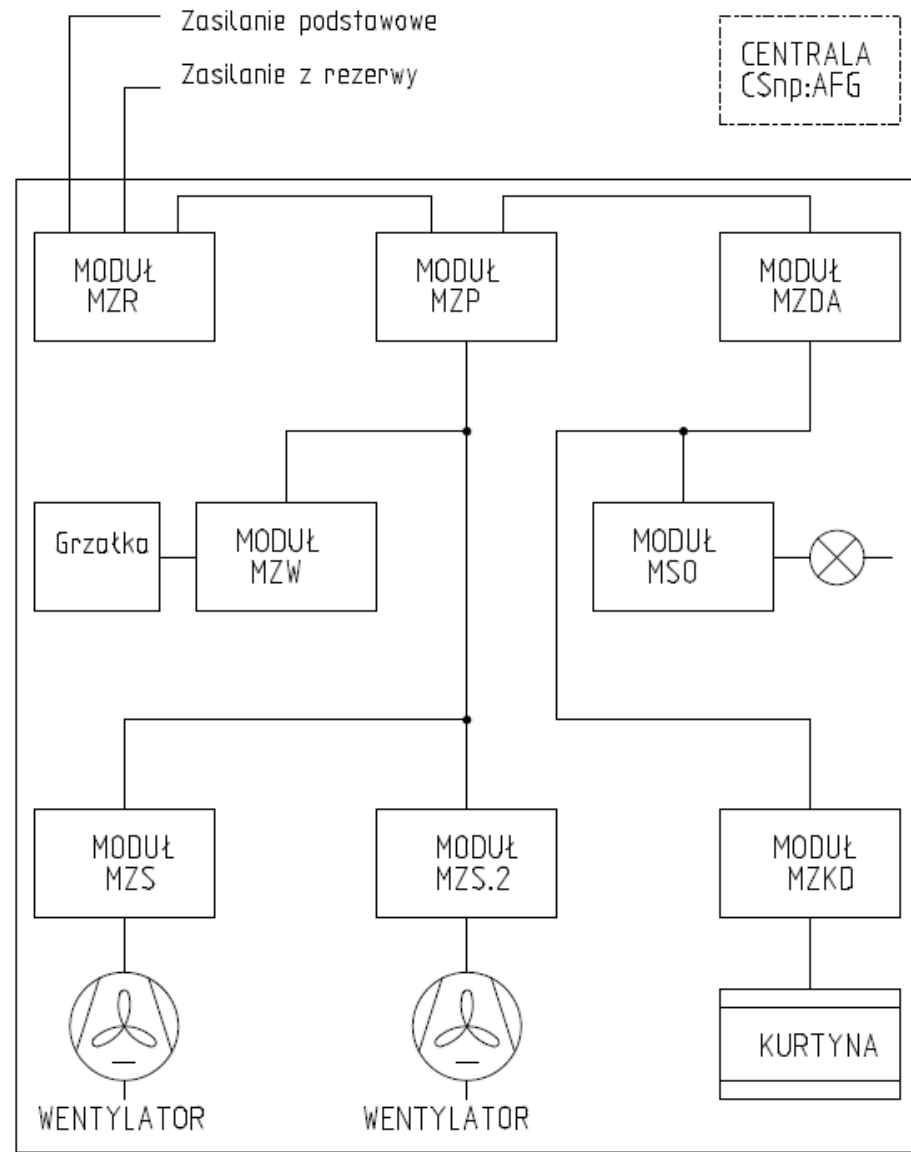 Zasilanie podstawowe
Zasilanie z rezerwy
CENTRALA
CSnp:AFG
MODUŁ
MZR
MODUŁ
MZP
MODUŁ
MZDA
Grzałka
MODUŁ
MZW
MODUŁ
MSO
MODUŁ
MZS
MODUŁ
MZS.2
MODUŁ
MZKD
KURTYNA
WENTYLATOR
WENTYLATOR